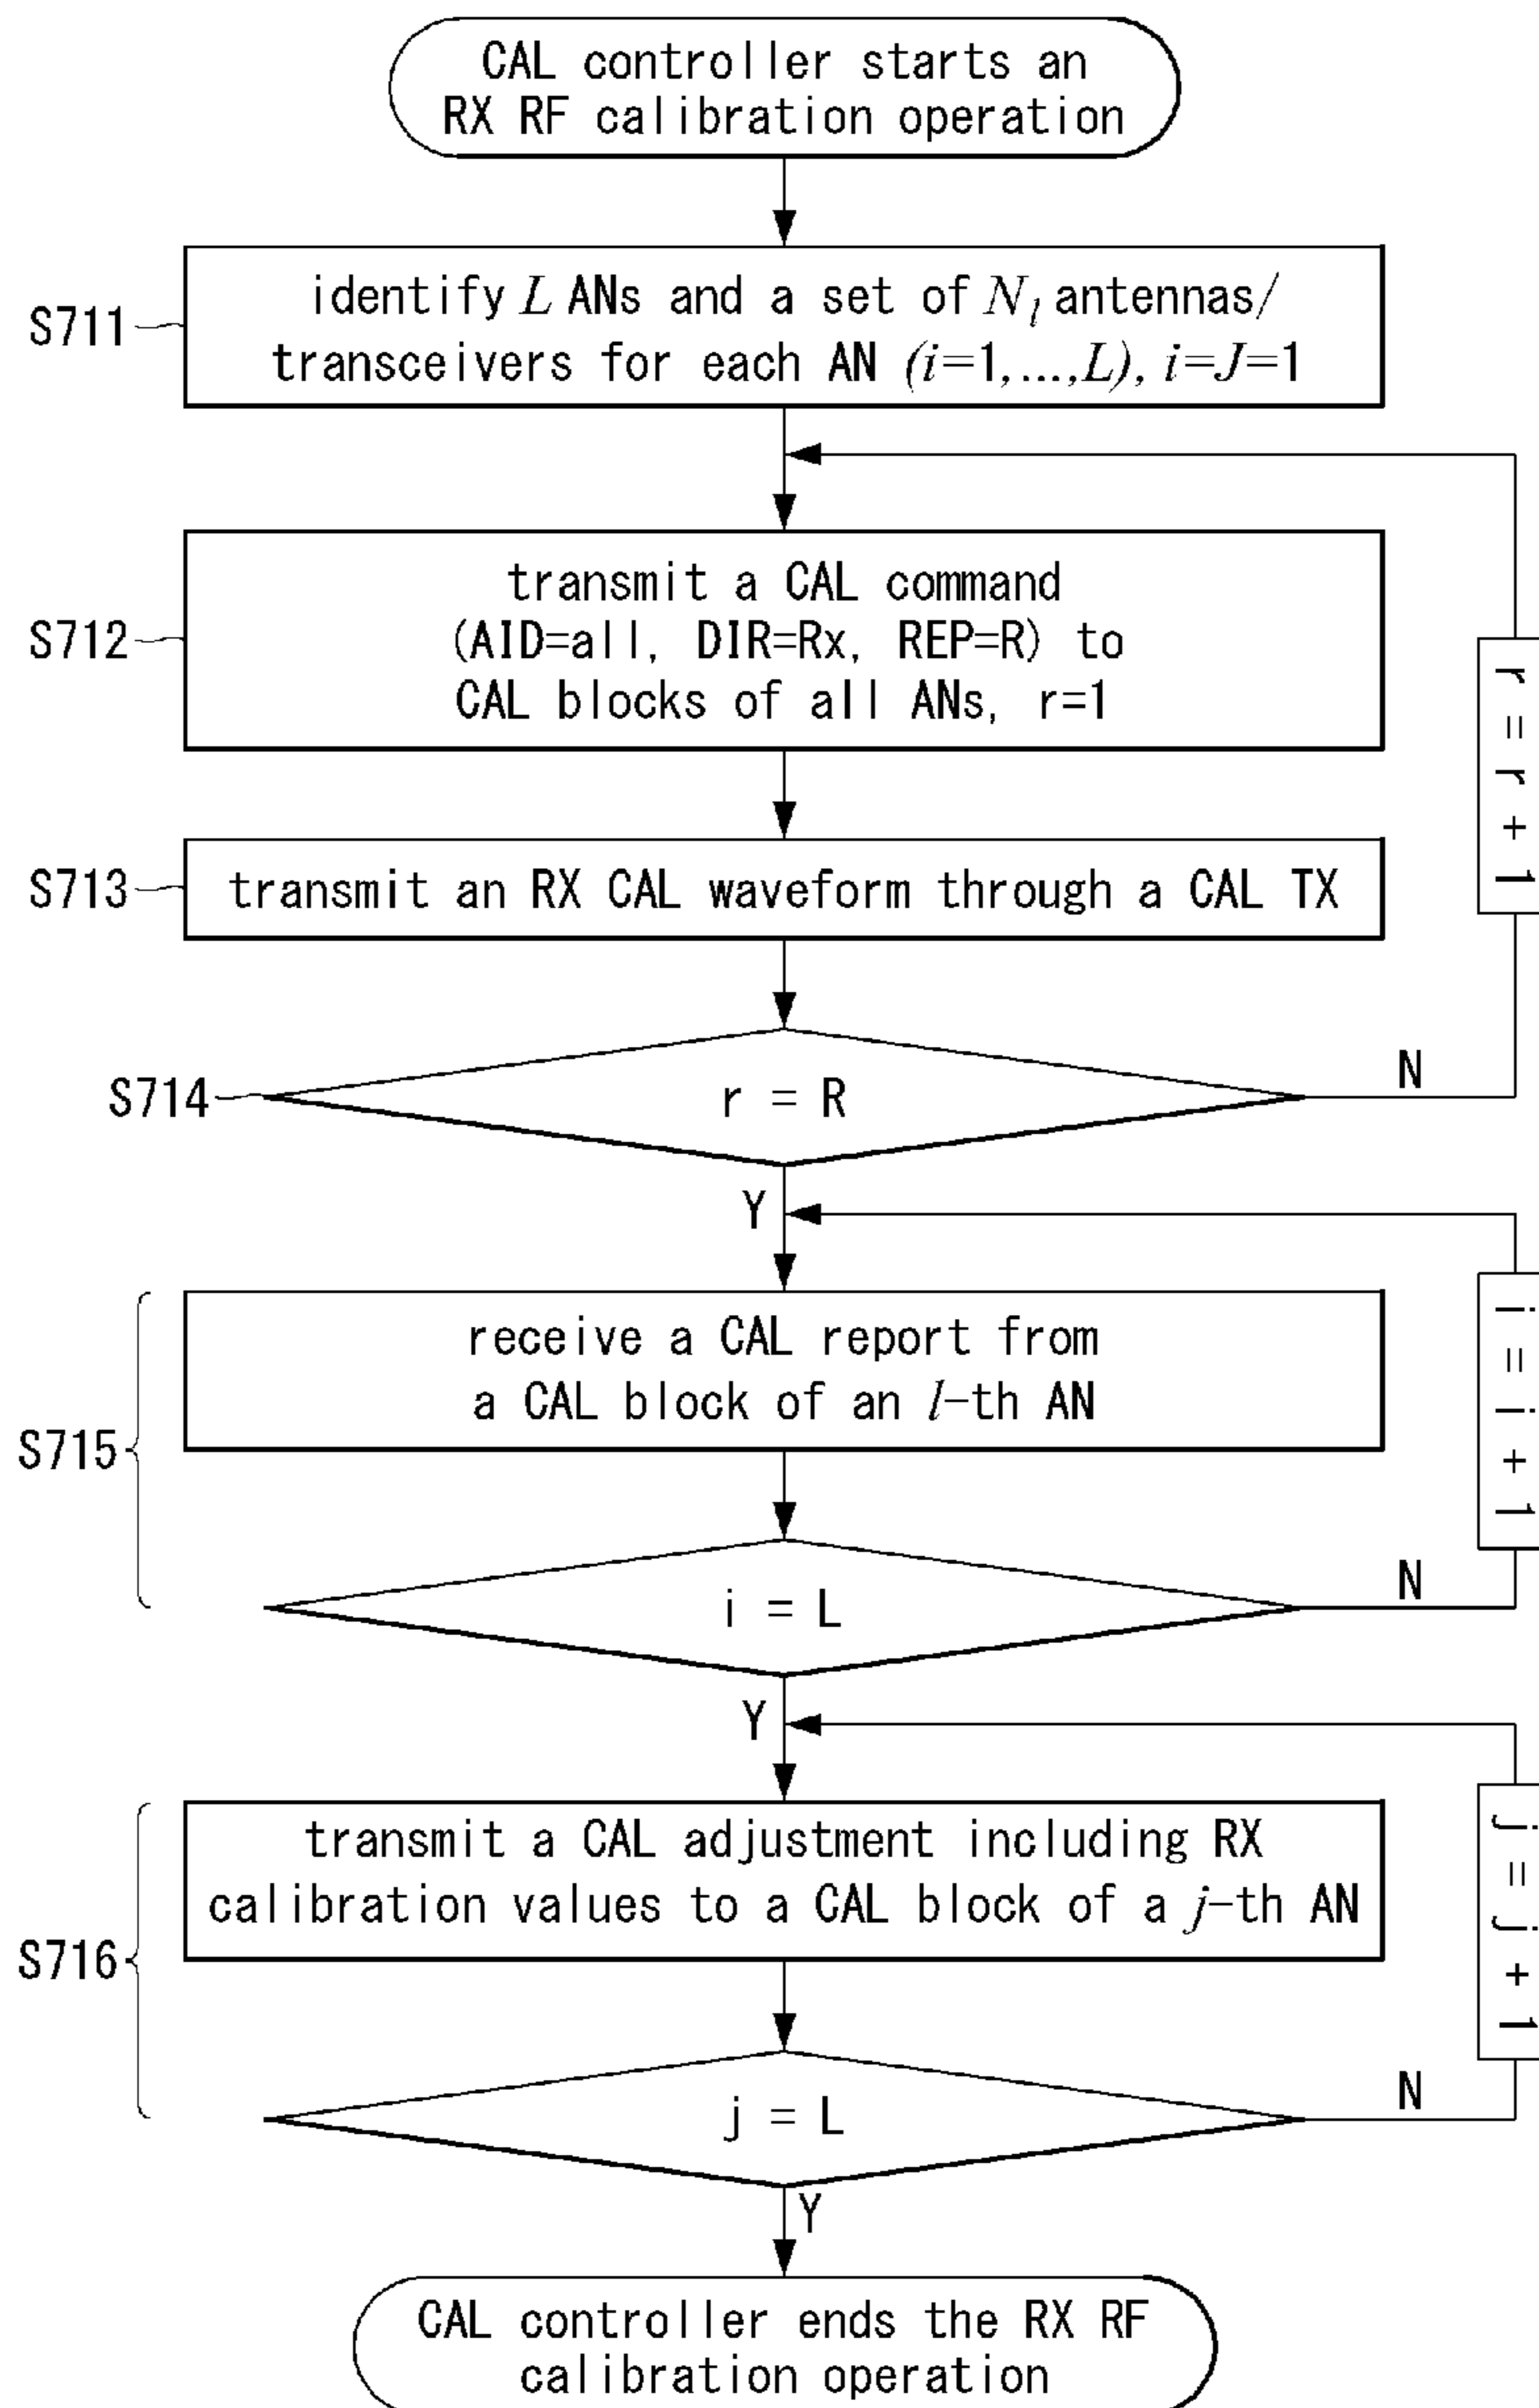 CAL controller starts an
RX RF calibration operation
S711
identify L ANs and a set of N_l antennas/
transceivers for each AN (i=1,...,L), i=J=1
S712
transmit a CAL command
(AID=all, DIR=Rx, REP=R) to
CAL blocks of all ANs, r=1
r = r + 1
S713
transmit an RX CAL waveform through a CAL TX
S714
r = R
N
Y
S715
receive a CAL report from
a CAL block of an l-th AN
i = i + 1
i = L
N
Y
S716
transmit a CAL adjustment including RX
calibration values to a CAL block of a j-th AN
j = j + 1
j = L
N
Y
CAL controller ends the RX RF
calibration operation